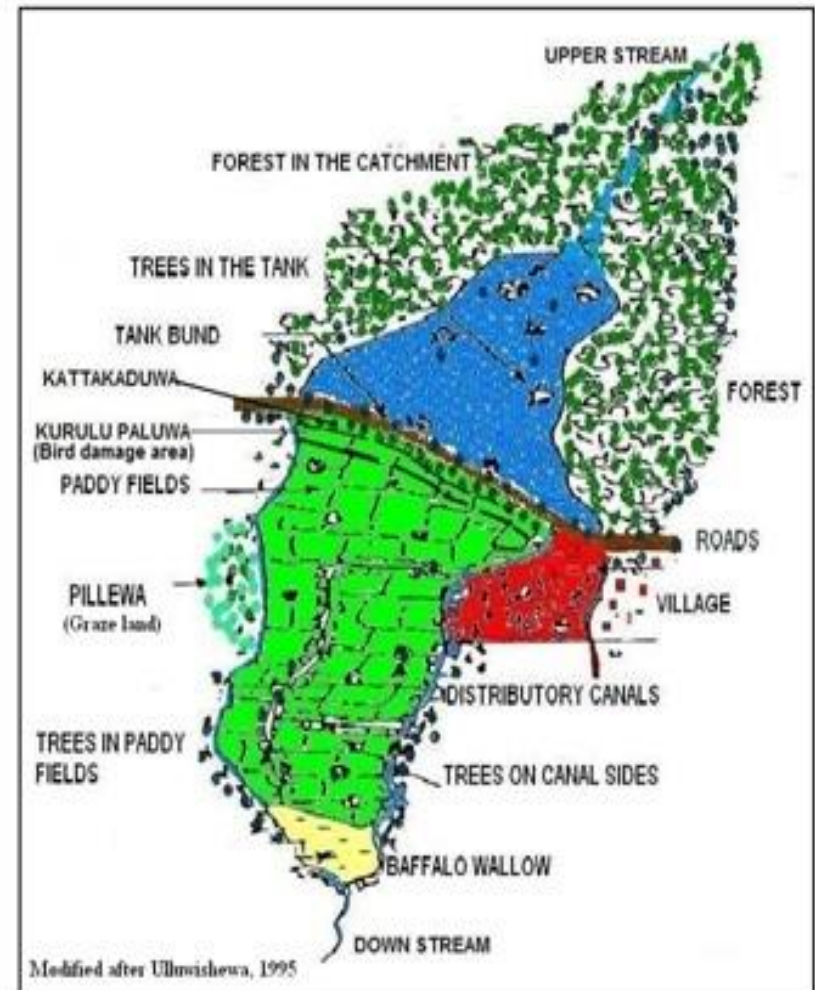 UPPER STREAM
FOREST IN THE CATCHMENT
TREES IN THE TANK
TANK BUND
KATTAKADUWA
FOREST
KURULU PALUWA
(Bird damage area)
PADDY FIELDS
ROADS
PILLEWA
(Graze land)
VILLAGE
DISTRIBUTORY CANALS
TREES IN PADDY
FIELDS
TREES ON CANAL SIDES
BAFFALO WALLOW
DOWN STREAM
Modified after Ulluwishewa, 1995